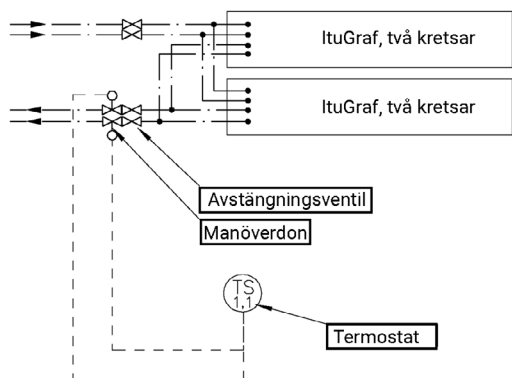 ItuGraf, två kretsar
ItuGraf, två kretsar
Avstängningsventil
Manöverdon
TS
1,1
Termostat